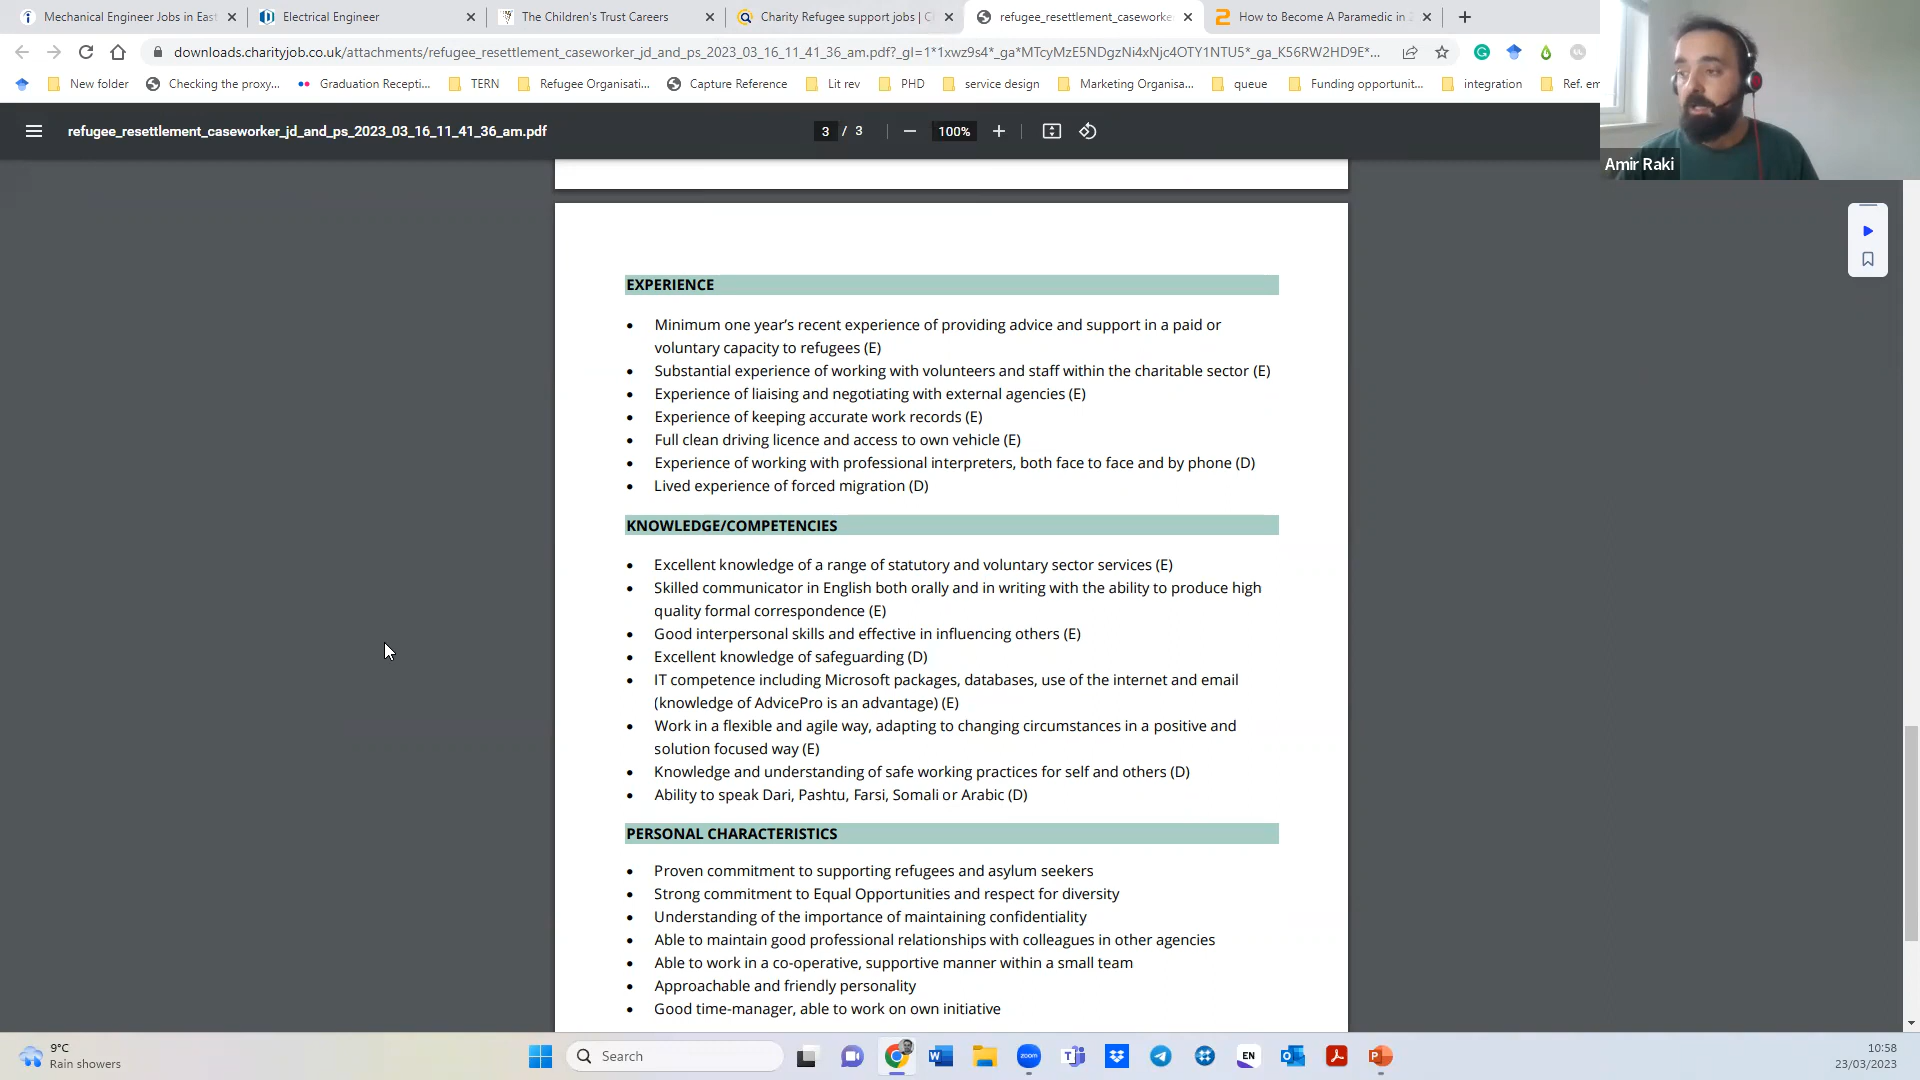 Mechanical Engineer Jobs in East
Electrical Engineer
The Children's Trust Careers
Charity Refugee support jobs | C
refugee_resettlement_caseworke
How to Become A Paramedic in 2
downloads.charityjob.co.uk/attachments/refugee_resettlement_caseworker_jd_and_ps_2023_03_16_11_41_36_am.pdf?_gl=1*1xwz9s4*_ga*MTcyMzE5NDgzNi4xNjc4OTY1NTU5*_ga_K56RW2HD9E*...
New folder
Checking the proxy...
Graduation Recepti...
TERN
Refugee Organisati...
Capture Reference
Lit rev
PHD
service design
Marketing Organisa...
queue
Funding opportunit...
integration
Ref. em
Amir Raki
refugee_resettlement_caseworker_jd_and_ps_2023_03_16_11_41_36_am.pdf
3 / 3
100%
EXPERIENCE
• Minimum one year's recent experience of providing advice and support in a paid or
voluntary capacity to refugees (E)
• Substantial experience of working with volunteers and staff within the charitable sector (E)
• Experience of liaising and negotiating with external agencies (E)
• Experience of keeping accurate work records (E)
• Full clean driving licence and access to own vehicle (E)
• Experience of working with professional interpreters, both face to face and by phone (D)
• Lived experience of forced migration (D)
KNOWLEDGE/COMPETENCIES
• Excellent knowledge of a range of statutory and voluntary sector services (E)
• Skilled communicator in English both orally and in writing with the ability to produce high
quality formal correspondence (E)
• Good interpersonal skills and effective in influencing others (E)
• Excellent knowledge of safeguarding (D)
• IT competence including Microsoft packages, databases, use of the internet and email
(knowledge of AdvicePro is an advantage) (E)
• Work in a flexible and agile way, adapting to changing circumstances in a positive and
solution focused way (E)
• Knowledge and understanding of safe working practices for self and others (D)
• Ability to speak Dari, Pashtu, Farsi, Somali or Arabic (D)
PERSONAL CHARACTERISTICS
• Proven commitment to supporting refugees and asylum seekers
• Strong commitment to Equal Opportunities and respect for diversity
• Understanding of the importance of maintaining confidentiality
• Able to maintain good professional relationships with colleagues in other agencies
• Able to work in a co-operative, supportive manner within a small team
• Approachable and friendly personality
• Good time-manager, able to work on own initiative
9°C
Rain showers
Search
zoom
EN
10:58
23/03/2023